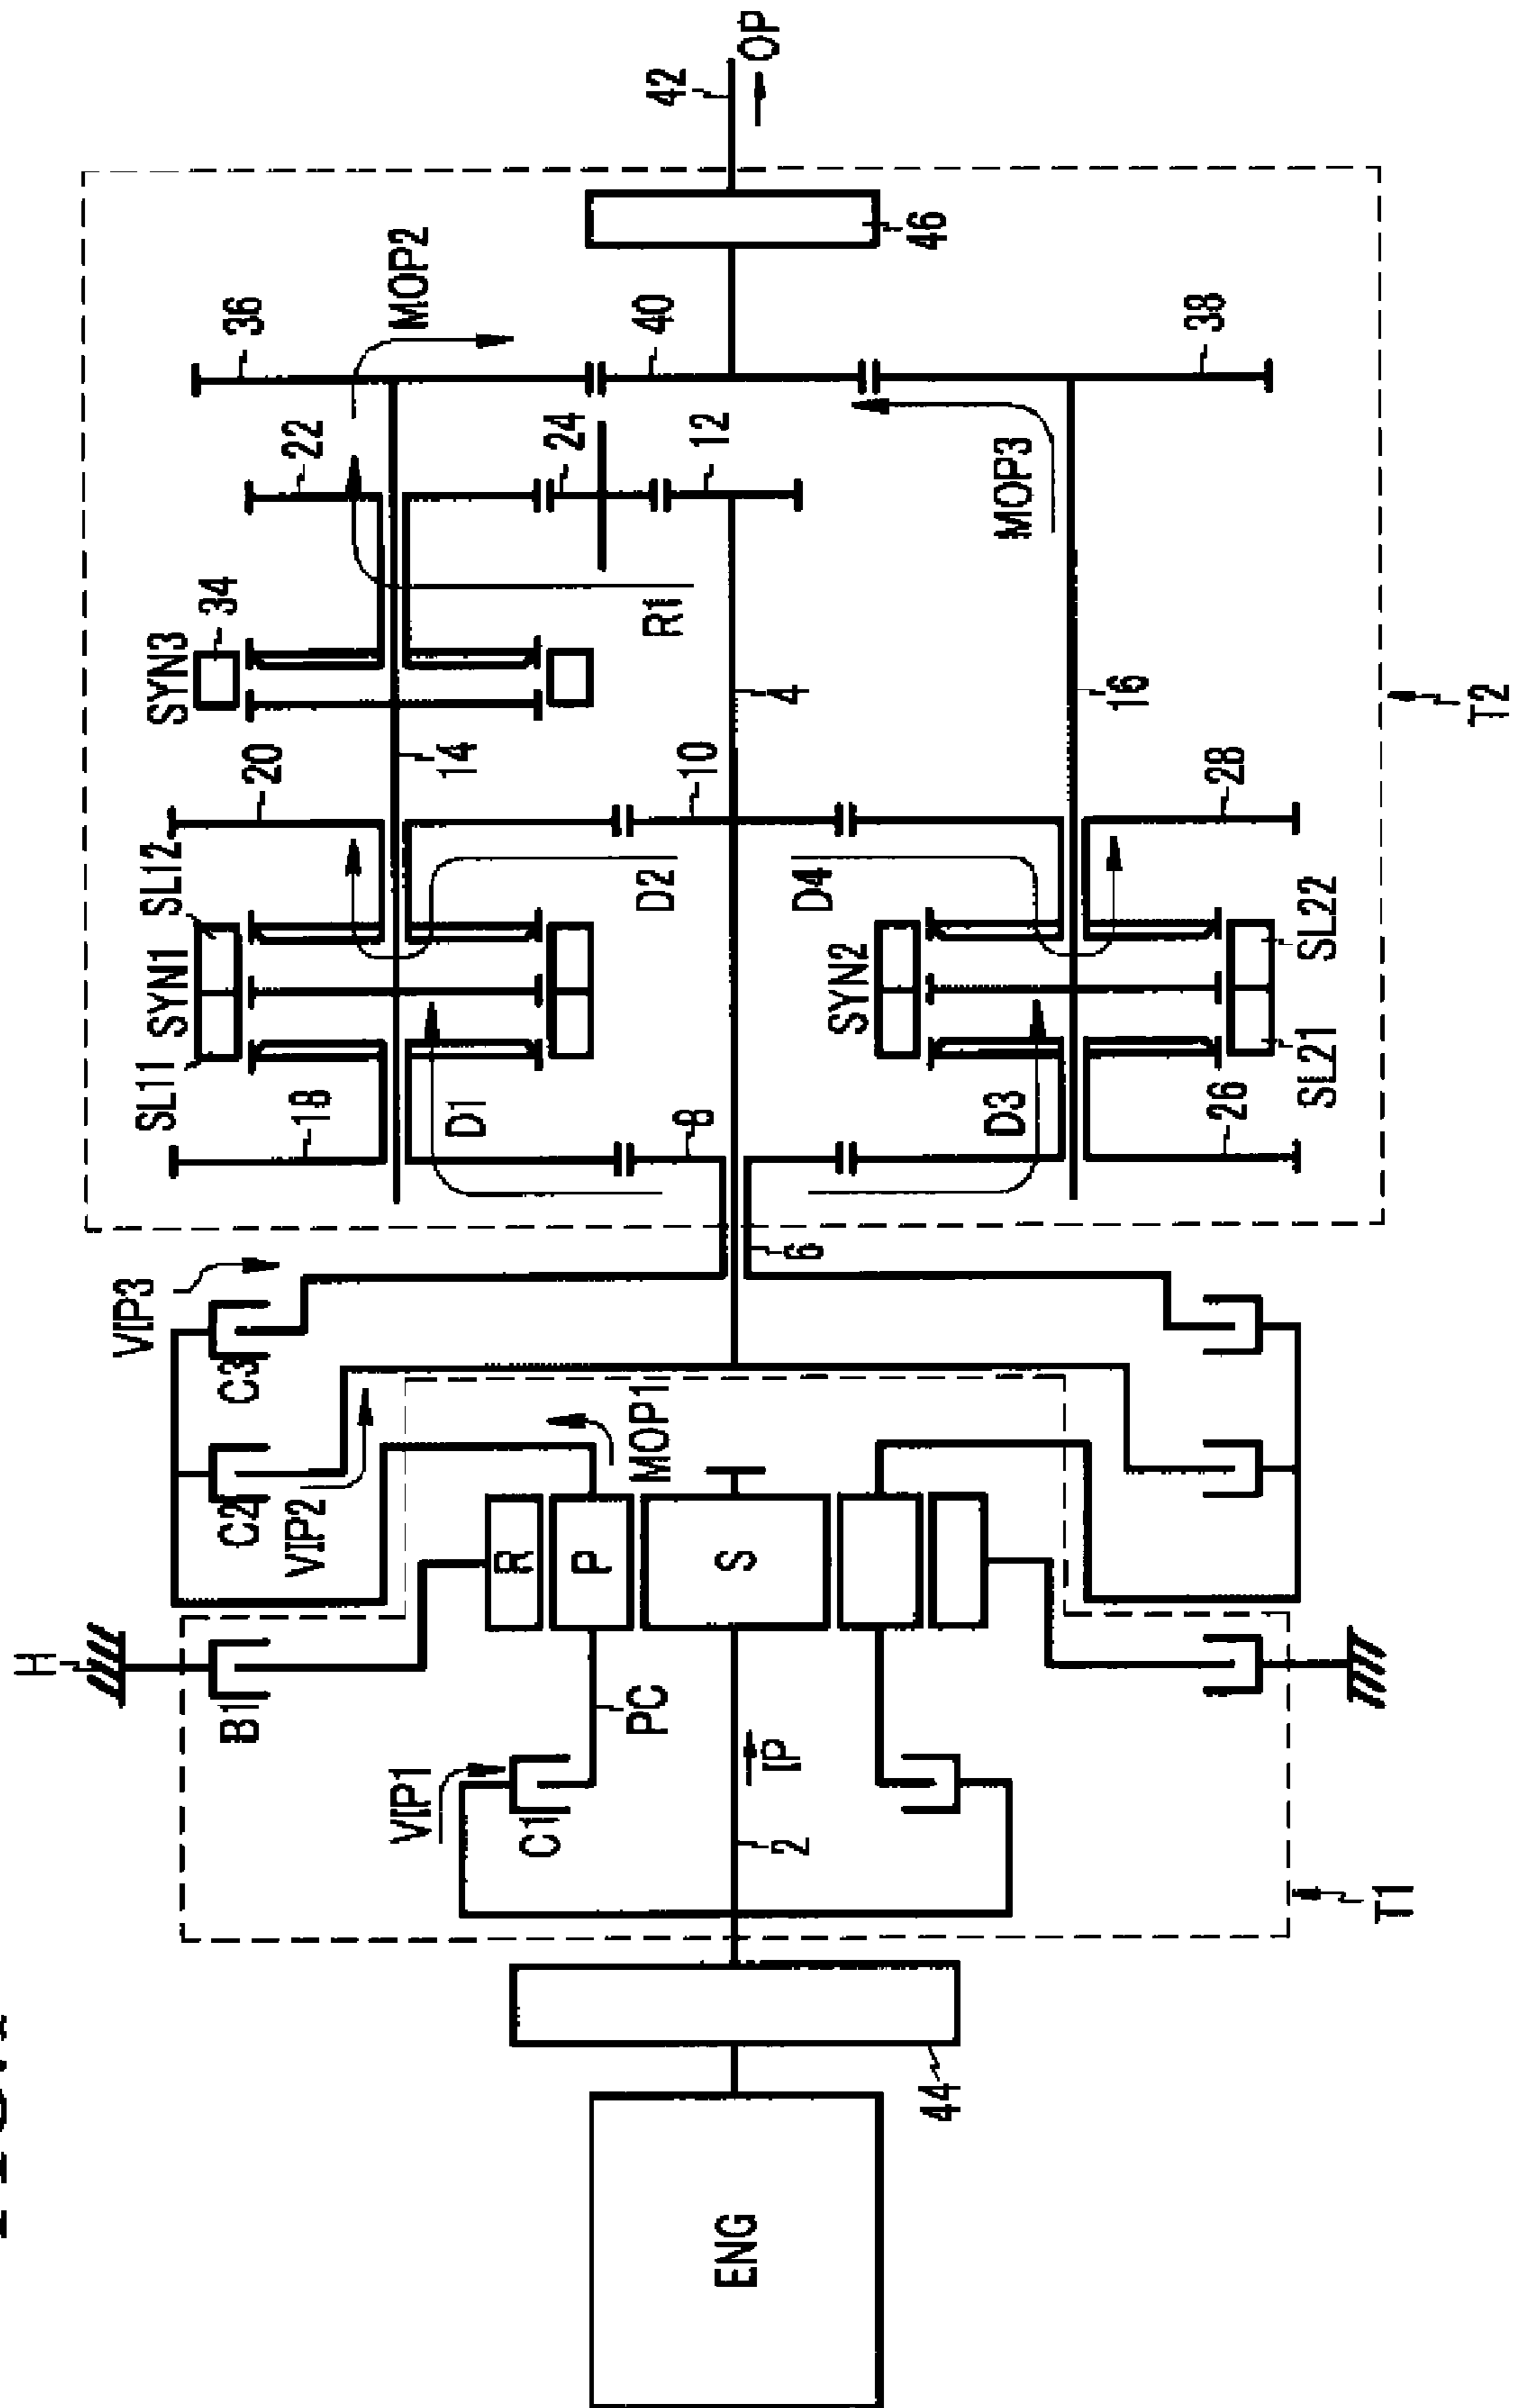 H
B1
C2
VIP2
C3
VIP3
VIP1
C1
PC
IP
2
R
P
S
MOP1
ENG
44
T1
6
SL11
SYN1
SL12
20
SYN3
34
22
36
MOP2
18
14
24
D1
D2
R1
12
40
42
OP
8
10
4
46
D3
D4
SYN2
16
MOP3
38
26
SL21
SL22
28
T2